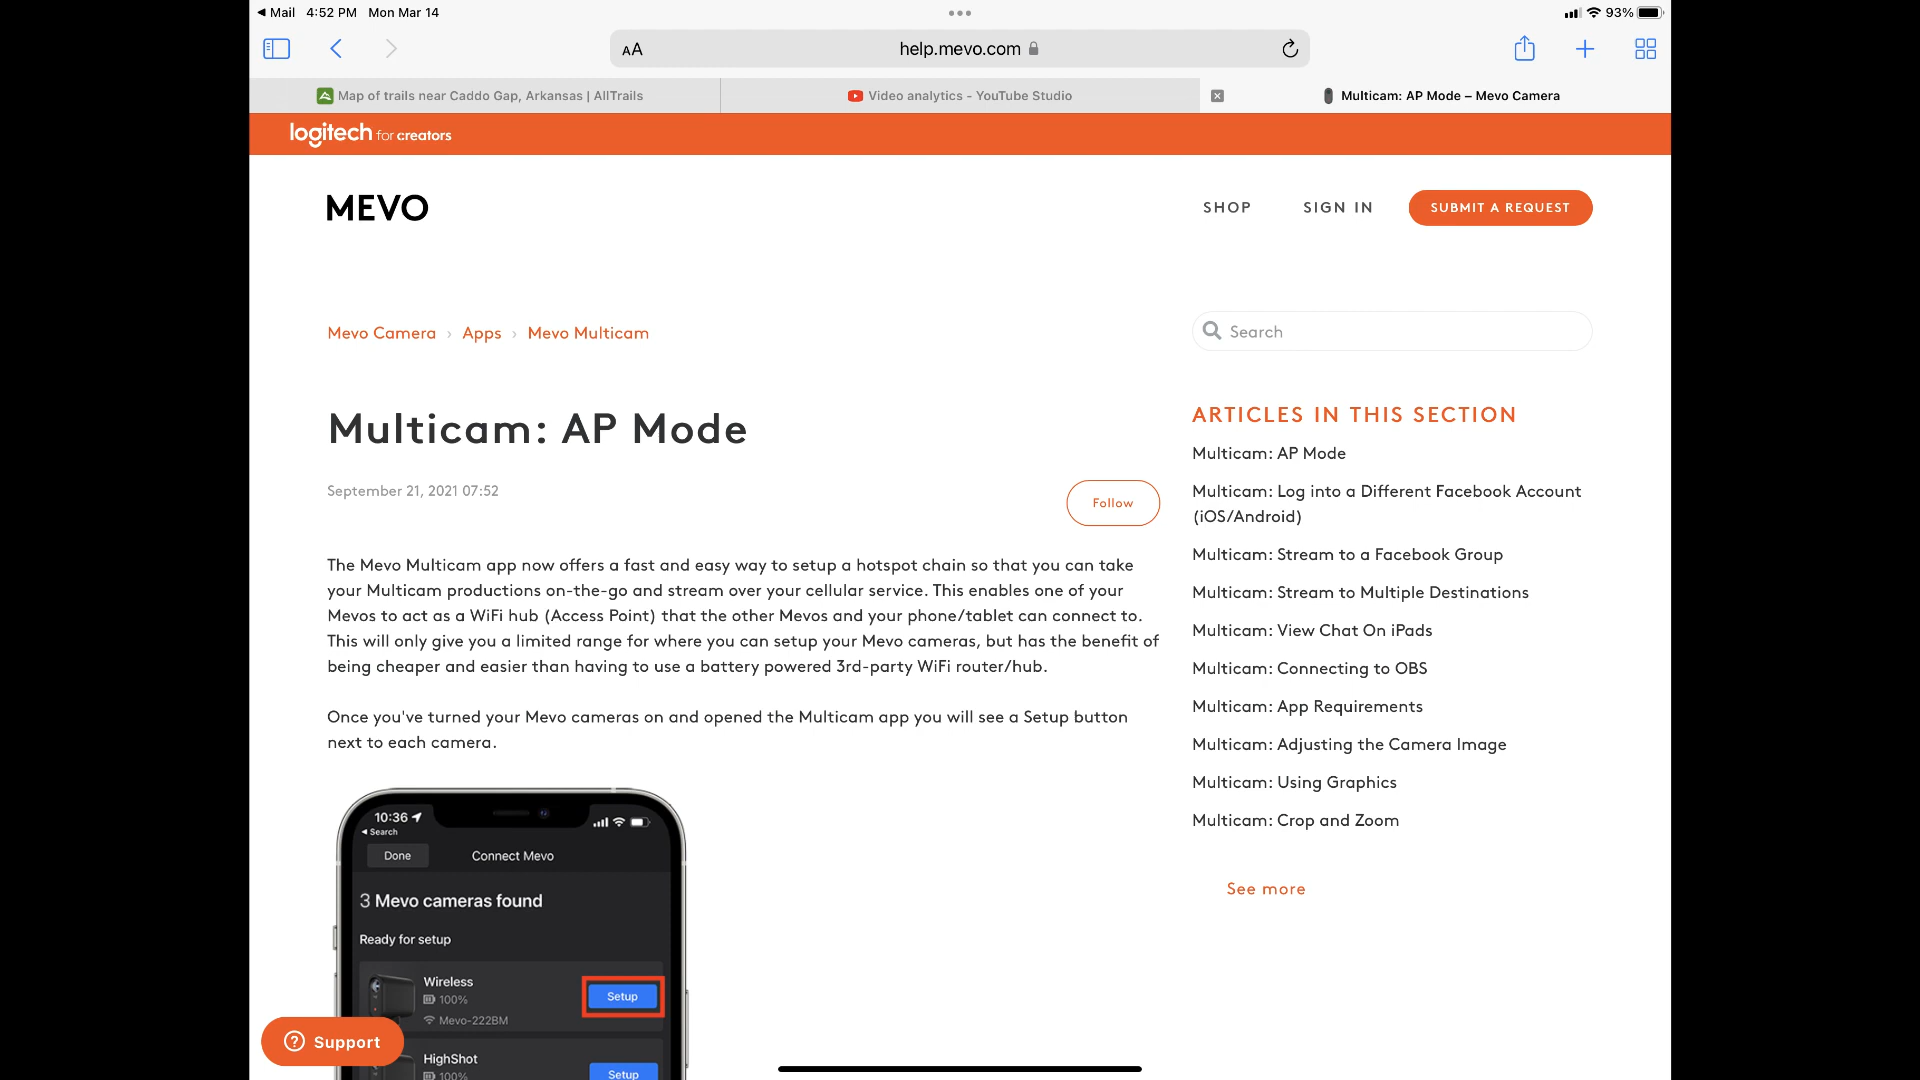 ◀ Mail 4:52 PM Mon Mar 14
93%
AA help.mevo.com
Map of trails near Caddo Gap, Arkansas | AllTrails
Video analytics - YouTube Studio
Multicam: AP Mode – Mevo Camera
logitech for creators
MEVO
SHOP SIGN IN SUBMIT A REQUEST
Mevo Camera › Apps › Mevo Multicam
Search
Multicam: AP Mode
September 21, 2021 07:52
Follow
The Mevo Multicam app now offers a fast and easy way to setup a hotspot chain so that you can take
your Multicam productions on-the-go and stream over your cellular service. This enables one of your
Mevos to act as a WiFi hub (Access Point) that the other Mevos and your phone/tablet can connect to.
This will only give you a limited range for where you can setup your Mevo cameras, but has the benefit of
being cheaper and easier than having to use a battery powered 3rd-party WiFi router/hub.
Once you've turned your Mevo cameras on and opened the Multicam app you will see a Setup button
next to each camera.
10:36
◀ Search
Done Connect Mevo
3 Mevo cameras found
Ready for setup
Wireless
100%
Mevo-222BM
Setup
HighShot
100%
Setup
Support
ARTICLES IN THIS SECTION
Multicam: AP Mode
Multicam: Log into a Different Facebook Account
(iOS/Android)
Multicam: Stream to a Facebook Group
Multicam: Stream to Multiple Destinations
Multicam: View Chat On iPads
Multicam: Connecting to OBS
Multicam: App Requirements
Multicam: Adjusting the Camera Image
Multicam: Using Graphics
Multicam: Crop and Zoom
See more